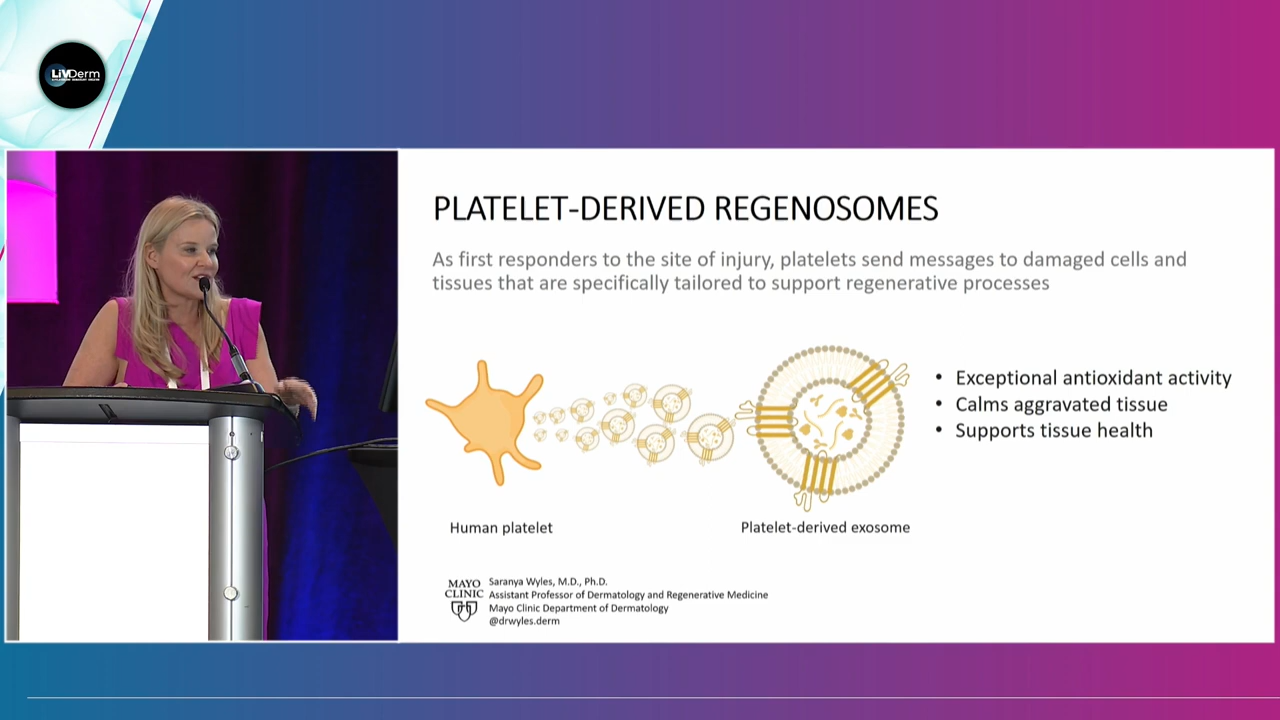 LiVDerm
PLATELET-DERIVED REGENOSOMES
As first responders to the site of injury, platelets send messages to damaged cells and
tissues that are specifically tailored to support regenerative processes
• Exceptional antioxidant activity
• Calms aggravated tissue
• Supports tissue health
Human platelet
Platelet-derived exosome
MAYO
CLINIC
Saranya Wyles, M.D., Ph.D.
Assistant Professor of Dermatology and Regenerative Medicine
Mayo Clinic Department of Dermatology
@drwyles.derm